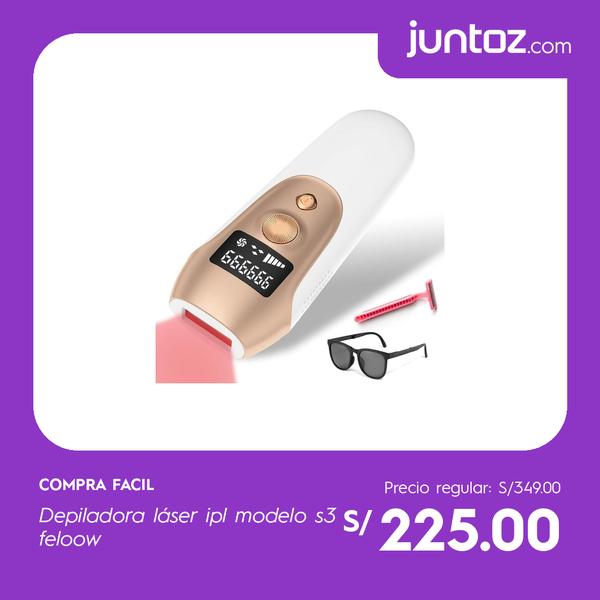 juntoz.com
666666
COMPRA FACIL
Depiladora láser ipl modelo s3
feloow
Precio regular: S/349.00
S/ 225.00